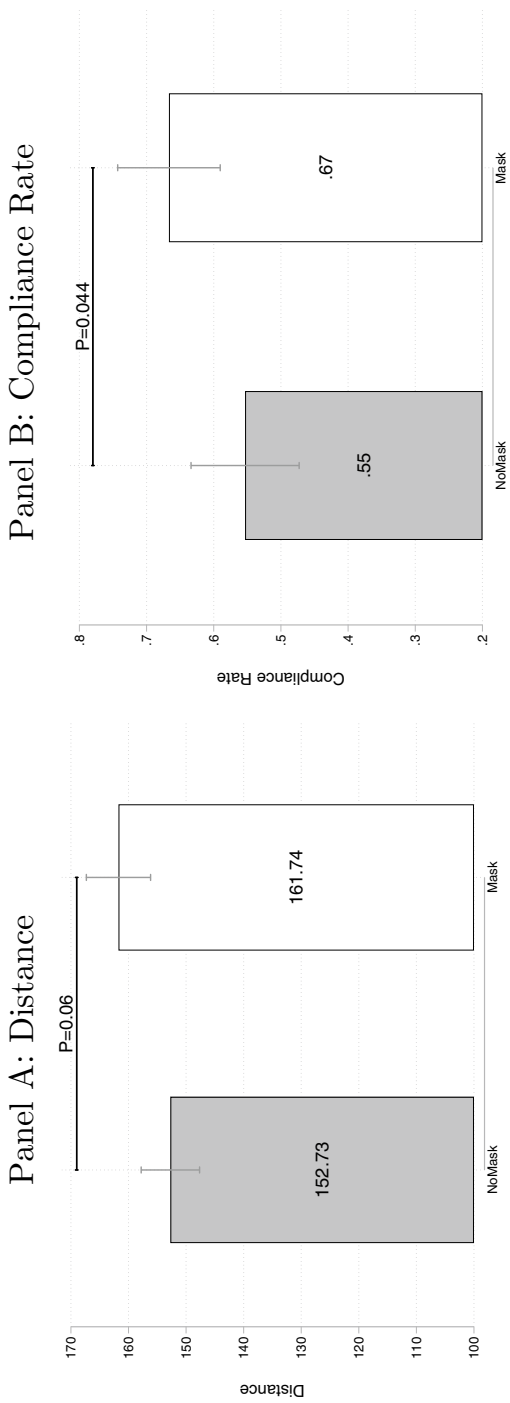 Panel A: Distance
P=0.06
170
160
150
140
130
120
110
100
Distance
152.73
161.74
NoMask
Mask
Panel B: Compliance Rate
P=0.044
.8
.7
.6
.5
.4
.3
.2
Compliance Rate
.55
.67
NoMask
Mask